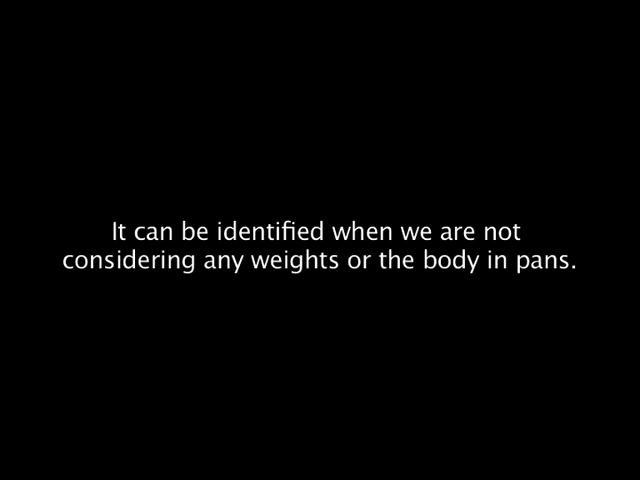 It can be identified when we are not
considering any weights or the body in pans.